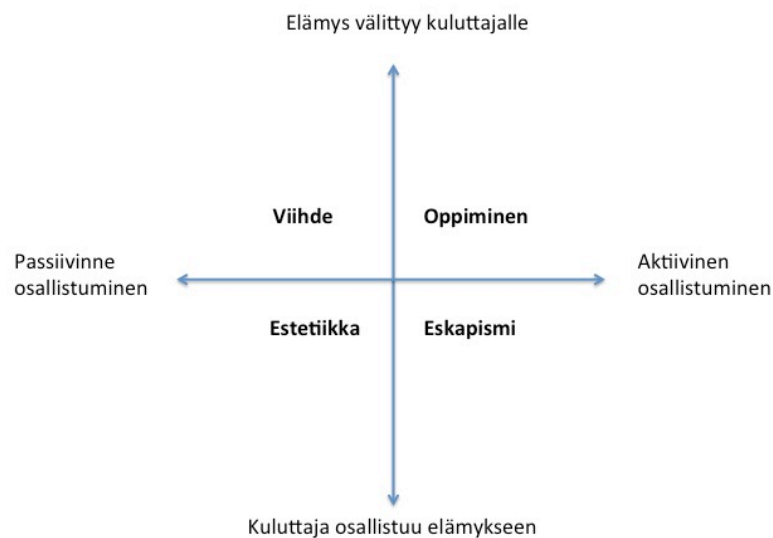 Elämys välittyy kuluttajalle
Viihde
Oppiminen
Passiivinne
osallistuminen
Aktiivinen
osallistuminen
Estetiikka
Eskapismi
Kuluttaja osallistuu elämykseen